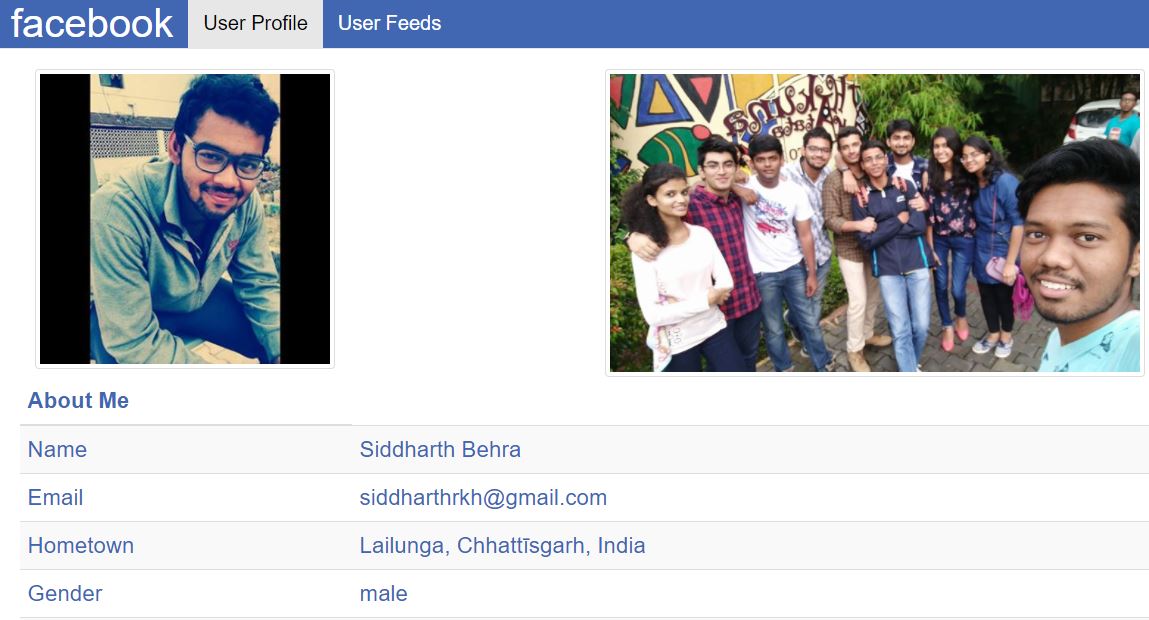 facebook User Profile User Feeds
About Me
Name Siddharth Behra
Email siddharthrkh@gmail.com
Hometown Lailunga, Chhattīsgarh, India
Gender male